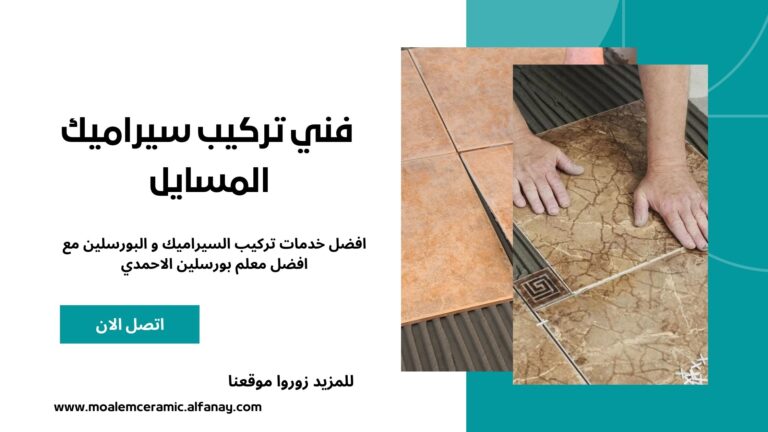 فني تركيب سيراميك
المسايل
افضل خدمات تركيب السيراميك و البورسلين مع
افضل معلم بورسلين الاحمدي
اتصل الان
للمزيد زوروا موقعنا
www.moalemceramic.alfanay.com